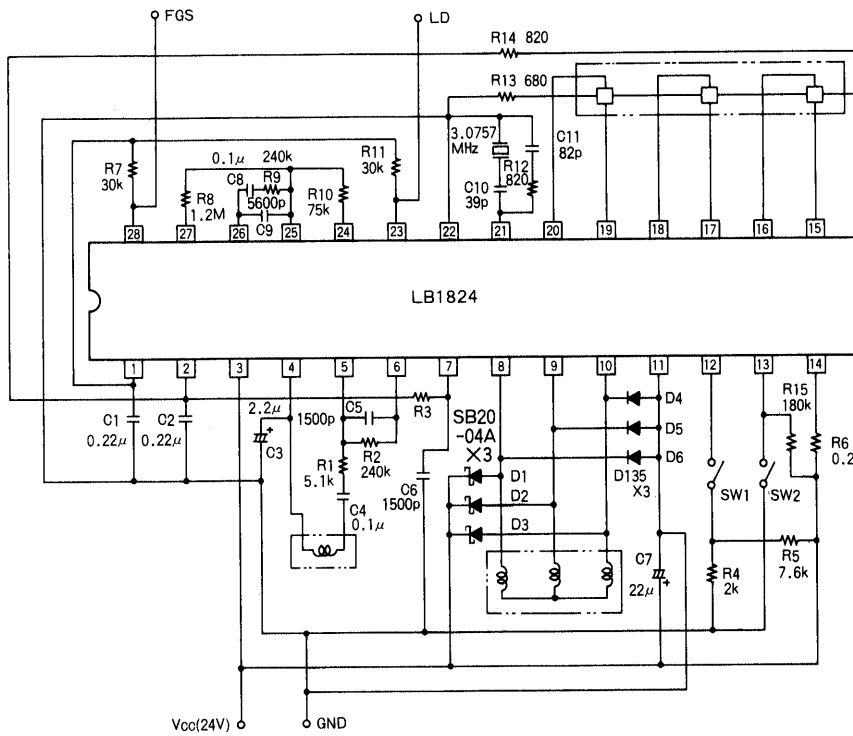 FGS
LD
R14 820
R13 680
3.0757
MHz
C11
82p
R7
30k
0.1μ
240k
R11
30k
R12
820
C8
R9
R8
1.2M
5600p
R10
75k
C10
39p
C9
28
27
26
25
24
23
22
21
20
19
18
17
16
15
LB1824
1
2
3
4
5
6
7
8
9
10
11
12
13
14
C1
0.22μ
C2
0.22μ
2.2μ
C3
1500p
C5
R3
R2
240k
R1
5.1k
C4
0.1μ
C6
1500p
SB20
-04A
×3
D1
D2
D3
D4
D5
D6
D135
X3
R15
180k
R6
0.2
SW1
SW2
C7
22μ
R4
2k
R5
7.6k
Vcc(24V)
GND